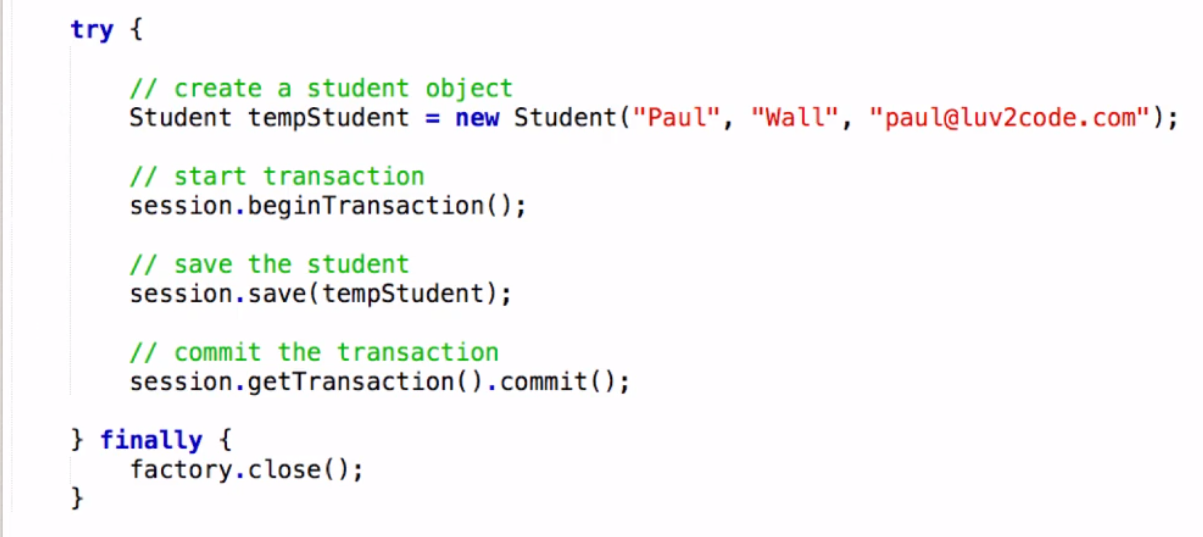 try {
// create a student object
Student tempStudent = new Student("Paul", "Wall", "paul@luv2code.com");
// start transaction
session.beginTransaction();
// save the student
session.save(tempStudent);
// commit the transaction
session.getTransaction().commit();
} finally {
factory.close();
}